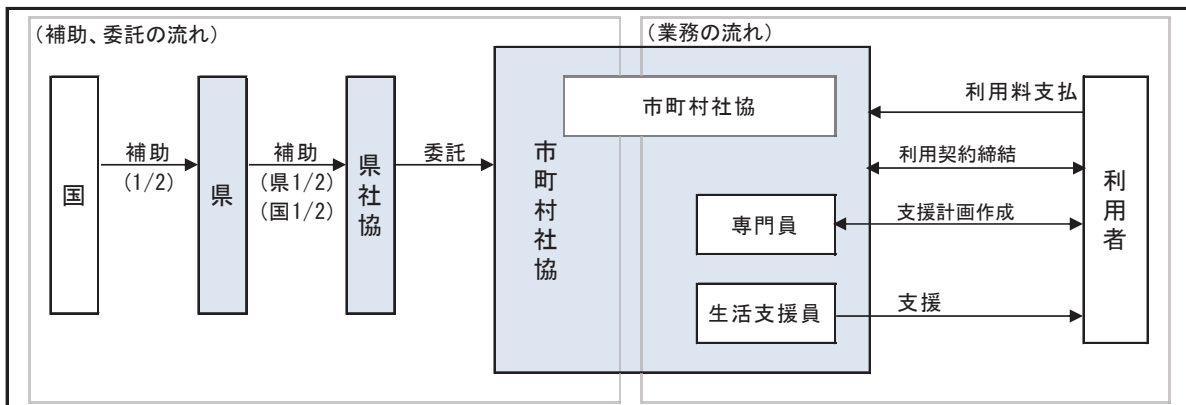 (補助、委託の流れ)
(業務の流れ)
国
補助
(1/2)
県
補助
(県1/2)
(国1/2)
県社協
委託
市町村社協
市町村社協
専門員
生活支援員
利用料支払
利用契約締結
支援計画作成
支援
利用者